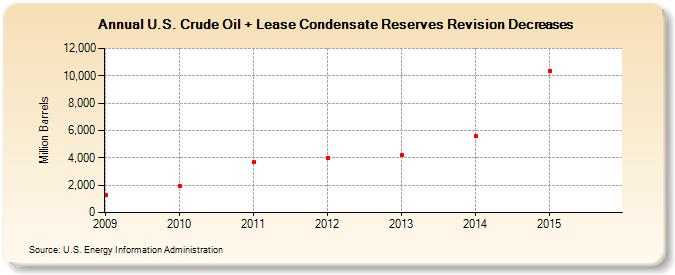 Annual U.S. Crude Oil + Lease Condensate Reserves Revision Decreases
Million Barrels
12,000
10,000
8,000
6,000
4,000
2,000
0
2009 2010 2011 2012 2013 2014 2015
Source: U.S. Energy Information Administration